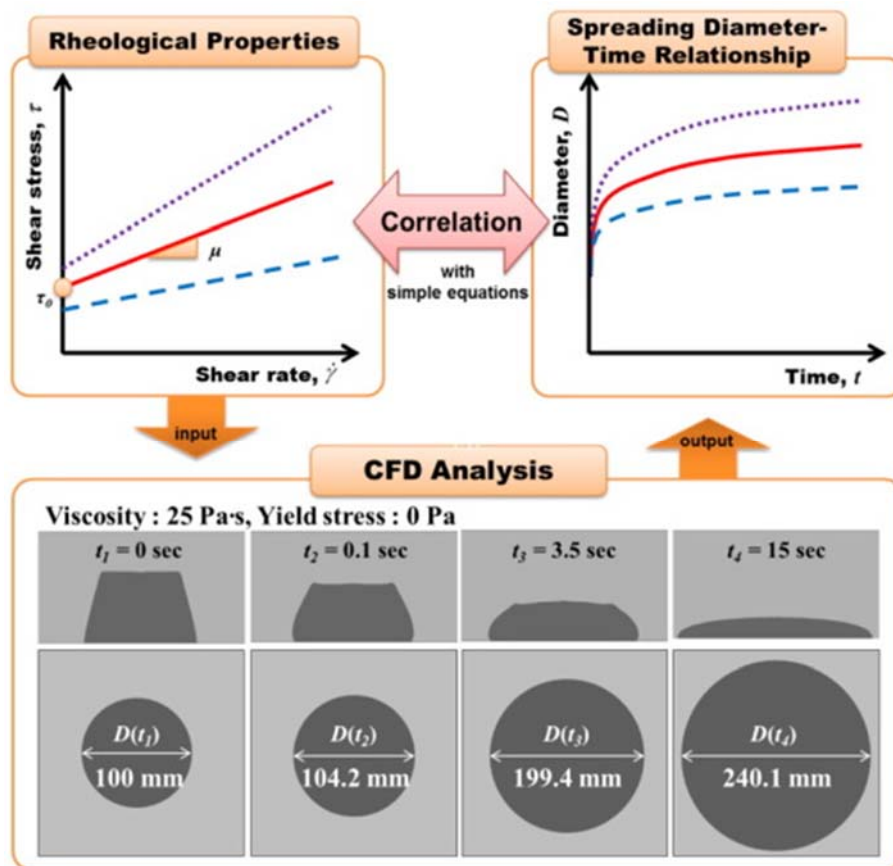 Rheological Properties
Shear stress, τ
τ₀
μ
Shear rate, γ̇
Correlation
with
simple equations
Spreading Diameter-
Time Relationship
Diameter, D
Time, t
input
output
CFD Analysis
Viscosity : 25 Pa·s, Yield stress : 0 Pa
t₁ = 0 sec
t₂ = 0.1 sec
t₃ = 3.5 sec
t₄ = 15 sec
D(t₁)
100 mm
D(t₂)
104.2 mm
D(t₃)
199.4 mm
D(t₄)
240.1 mm